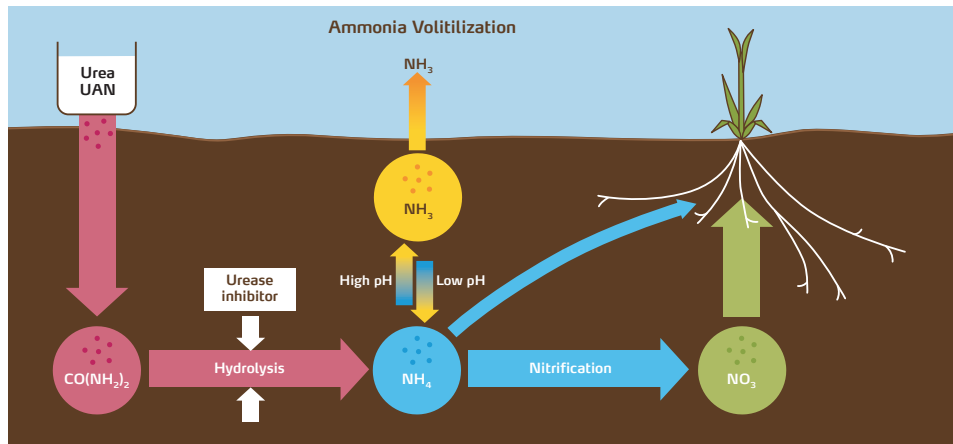 Ammonia Volitilization
Urea
UAN
NH₃
NH₃
High pH
Low pH
Urease
inhibitor
CO(NH₂)₂
Hydrolysis
NH₄
Nitrification
NO₃